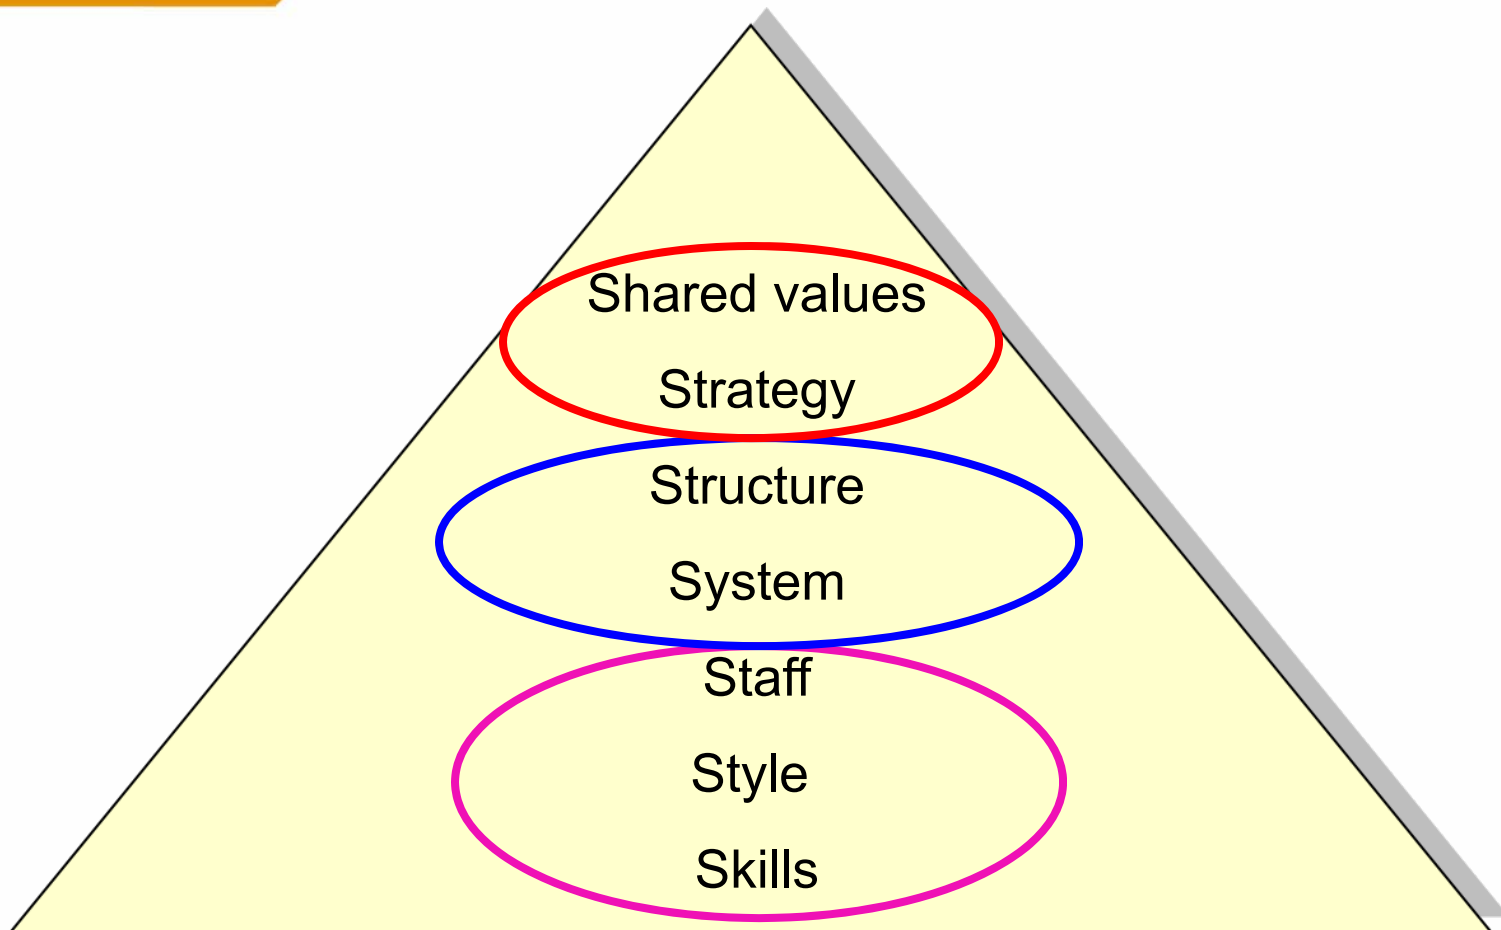 Shared values
Strategy
Structure
System
Staff
Style
Skills